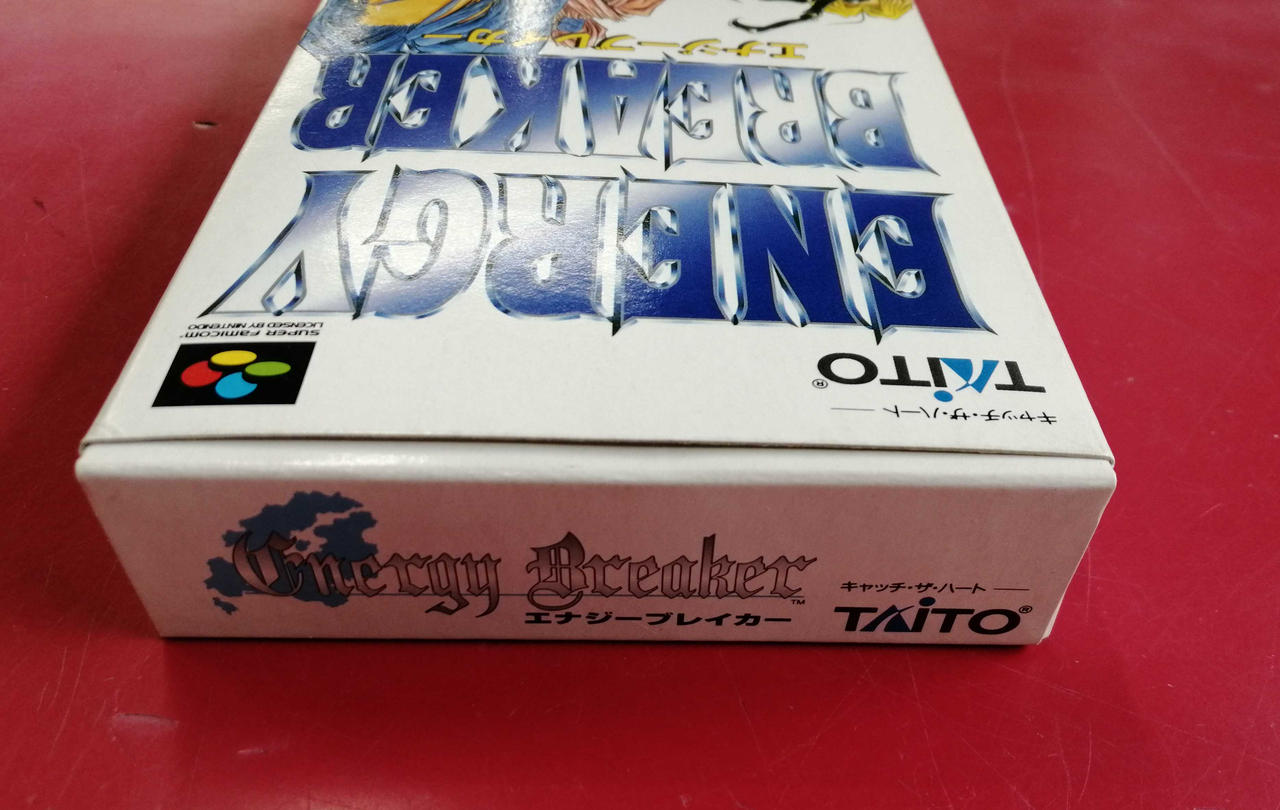 キャッチ・ザ・ハート
TAITO®
SUPER FAMICOM™
LICENSED BY NINTENDO
ENERGY
BREAKER
エナジーブレイカー
Energy Breaker™
エナジーブレイカー
キャッチ・ザ・ハート
TAITO®